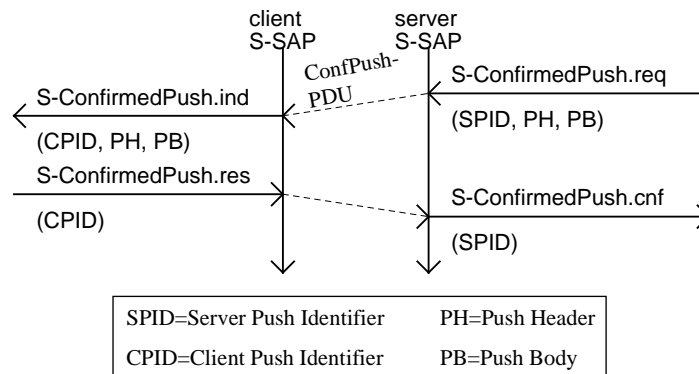 client server
S-SAP S-SAP
ConfPush-
PDU
S-ConfirmedPush.ind
S-ConfirmedPush.req
(CPID, PH, PB)
(SPID, PH, PB)
S-ConfirmedPush.res
S-ConfirmedPush.cnf
(CPID)
(SPID)
SPID=Server Push Identifier PH=Push Header
CPID=Client Push Identifier PB=Push Body